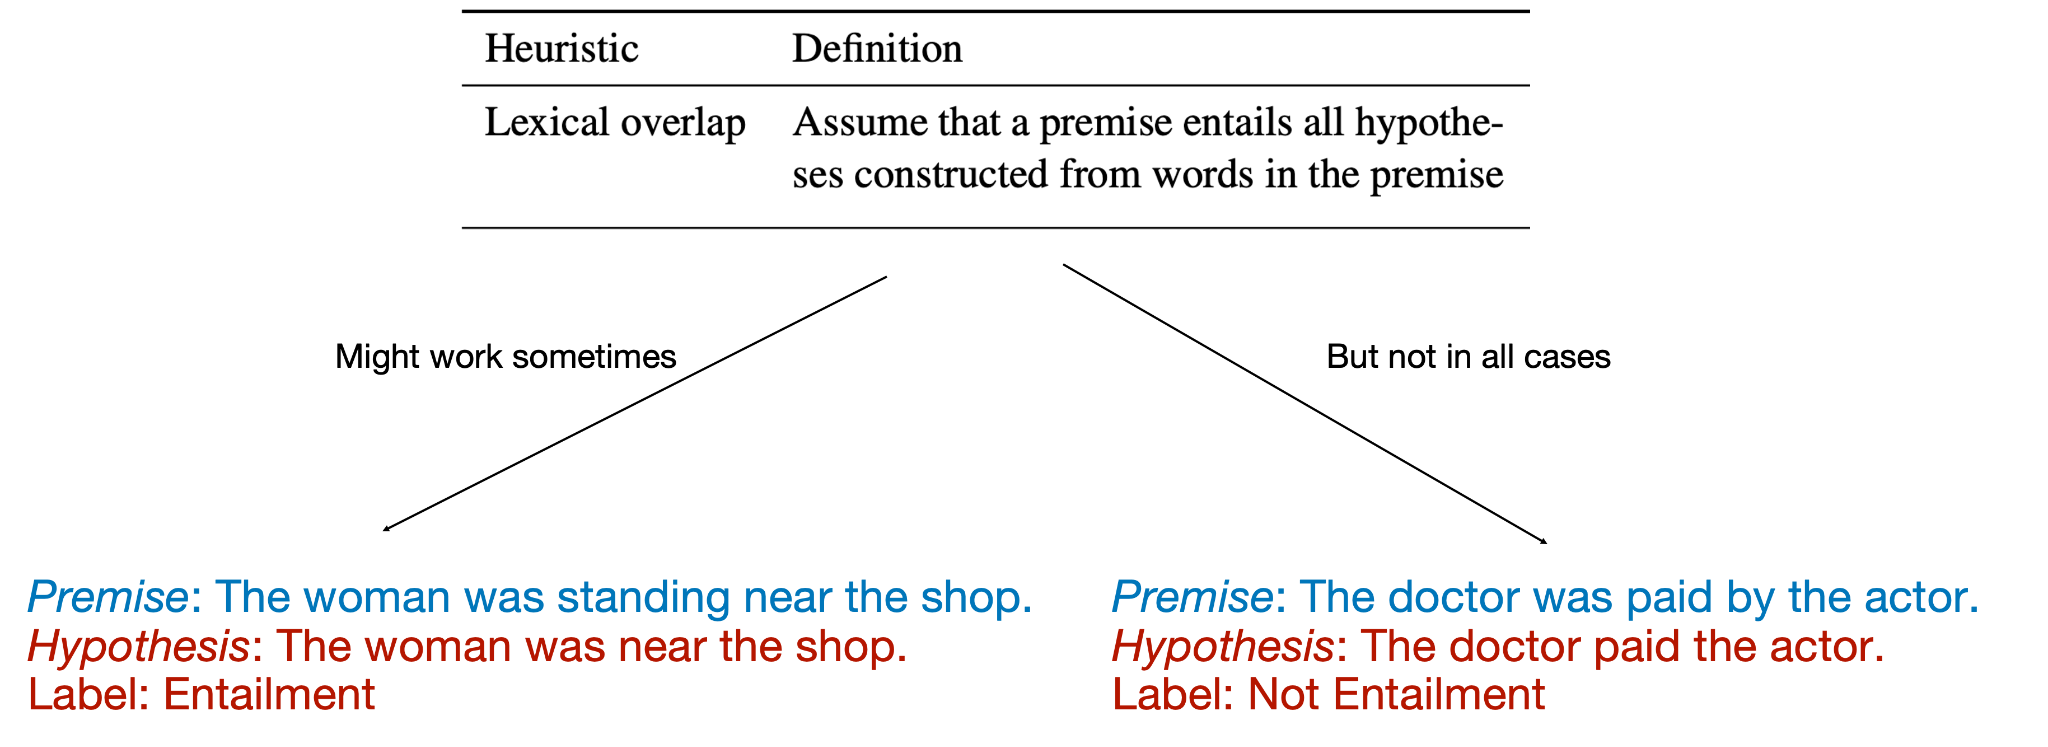 Heuristic Definition
Lexical overlap Assume that a premise entails all hypothe-
ses constructed from words in the premise
Might work sometimes
But not in all cases
Premise: The woman was standing near the shop.
Hypothesis: The woman was near the shop.
Label: Entailment
Premise: The doctor was paid by the actor.
Hypothesis: The doctor paid the actor.
Label: Not Entailment